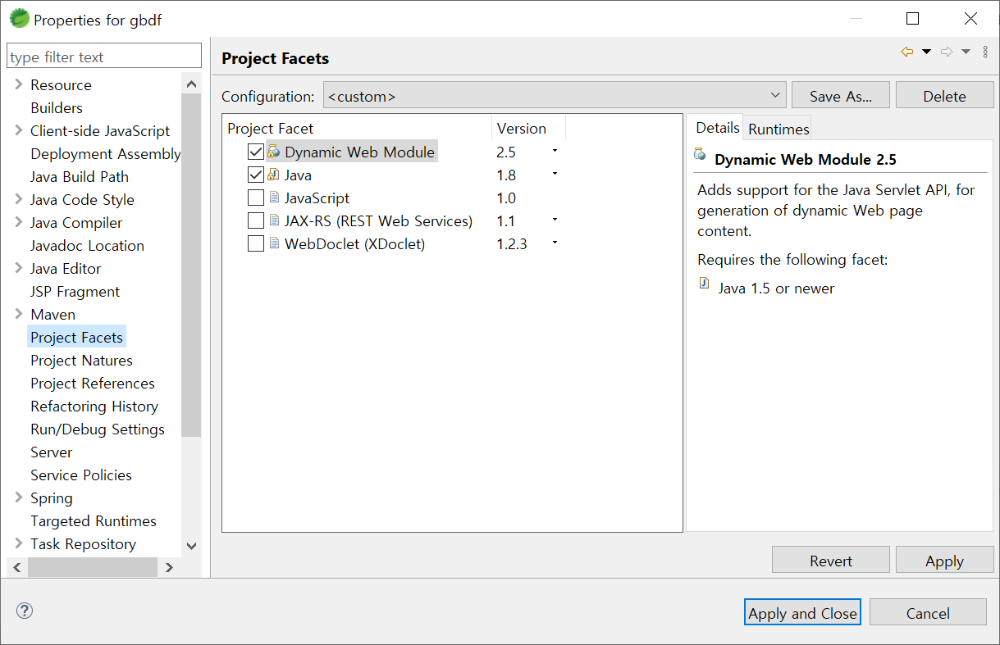 Properties for gbdf
type filter text
Resource
Builders
Client-side JavaScript
Deployment Assembly
Java Build Path
Java Code Style
Java Compiler
Javadoc Location
Java Editor
JSP Fragment
Maven
Project Facets
Project Natures
Project References
Refactoring History
Run/Debug Settings
Server
Service Policies
Spring
Targeted Runtimes
Task Repository
Project Facets
Configuration: <custom> Save As... Delete
Project Facet Version
Dynamic Web Module 2.5
Java 1.8
JavaScript 1.0
JAX-RS (REST Web Services) 1.1
WebDoclet (XDoclet) 1.2.3
Details Runtimes
Dynamic Web Module 2.5
Adds support for the Java Servlet API, for
generation of dynamic Web page
content.
Requires the following facet:
Java 1.5 or newer
Revert Apply
Apply and Close Cancel